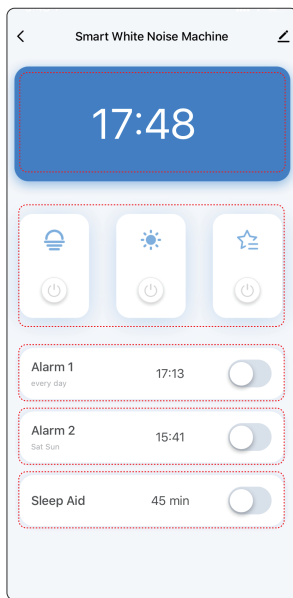 Smart White Noise Machine
17:48
Alarm 1
every day
17:13
Alarm 2
Sat Sun
15:41
Sleep Aid
45 min